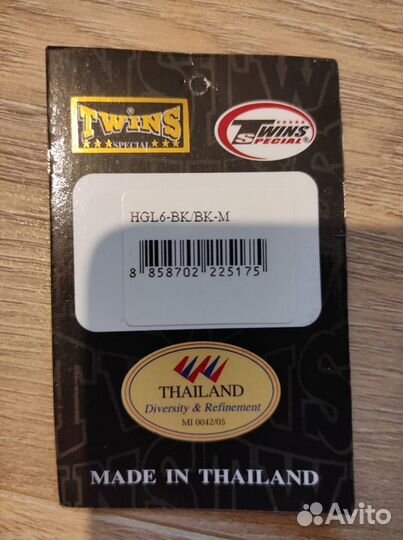 TWINS
SPECIAL
TWINS
SPECIAL
HGL6-BK/BK-M
8 858702 225175
THAILAND
Diversity & Refinement
MI 0042/05
MADE IN THAILAND
Avito